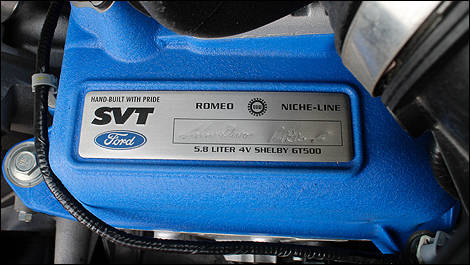 HAND-BUILT WITH PRIDE
SVT
Ford
ROMEO NICHE-LINE
5.8 LITER 4V SHELBY GT500